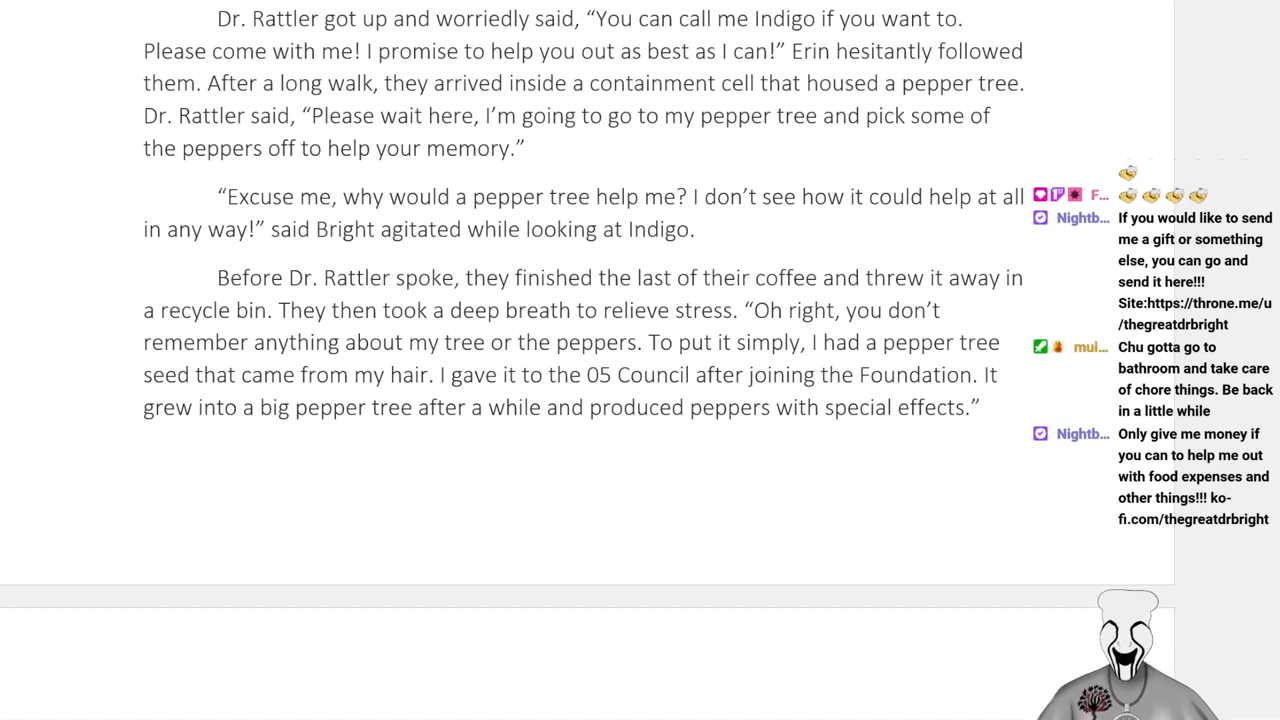 Dr. Rattler got up and worriedly said, “You can call me Indigo if you want to.
Please come with me! I promise to help you out as best as I can!” Erin hesitantly followed
them. After a long walk, they arrived inside a containment cell that housed a pepper tree.
Dr. Rattler said, “Please wait here, I’m going to go to my pepper tree and pick some of
the peppers off to help your memory.”
“Excuse me, why would a pepper tree help me? I don’t see how it could help at all
in any way!” said Bright agitated while looking at Indigo.
Before Dr. Rattler spoke, they finished the last of their coffee and threw it away in
a recycle bin. They then took a deep breath to relieve stress. “Oh right, you don’t
remember anything about my tree or the peppers. To put it simply, I had a pepper tree
seed that came from my hair. I gave it to the 05 Council after joining the Foundation. It
grew into a big pepper tree after a while and produced peppers with special effects.”
F...
Nightb... If you would like to send
me a gift or something
else, you can go and
send it here!!!
Site:https://throne.me/u
/thegreatdrbright
mui... Chu gotta go to
bathroom and take care
of chore things. Be back
in a little while
Nightb... Only give me money if
you can to help me out
with food expenses and
other things!!! ko-
fi.com/thegreatdrbright